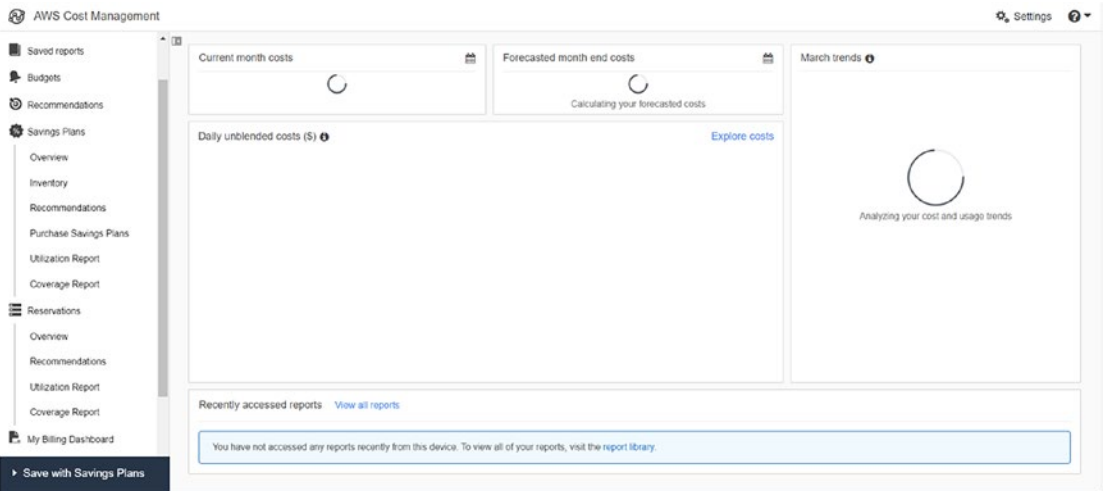 AWS Cost Management
Settings
Saved reports
Budgets
Recommendations
Savings Plans
Overview
Inventory
Recommendations
Purchase Savings Plans
Utilization Report
Coverage Report
Reservations
Overview
Recommendations
Utilization Report
Coverage Report
My Billing Dashboard
Save with Savings Plans
Current month costs
Forecasted month end costs
Calculating your forecasted costs
March trends
Analyzing your cost and usage trends
Daily unblended costs ($)
Explore costs
Recently accessed reports View all reports
You have not accessed any reports recently from this device. To view all of your reports, visit the report library.